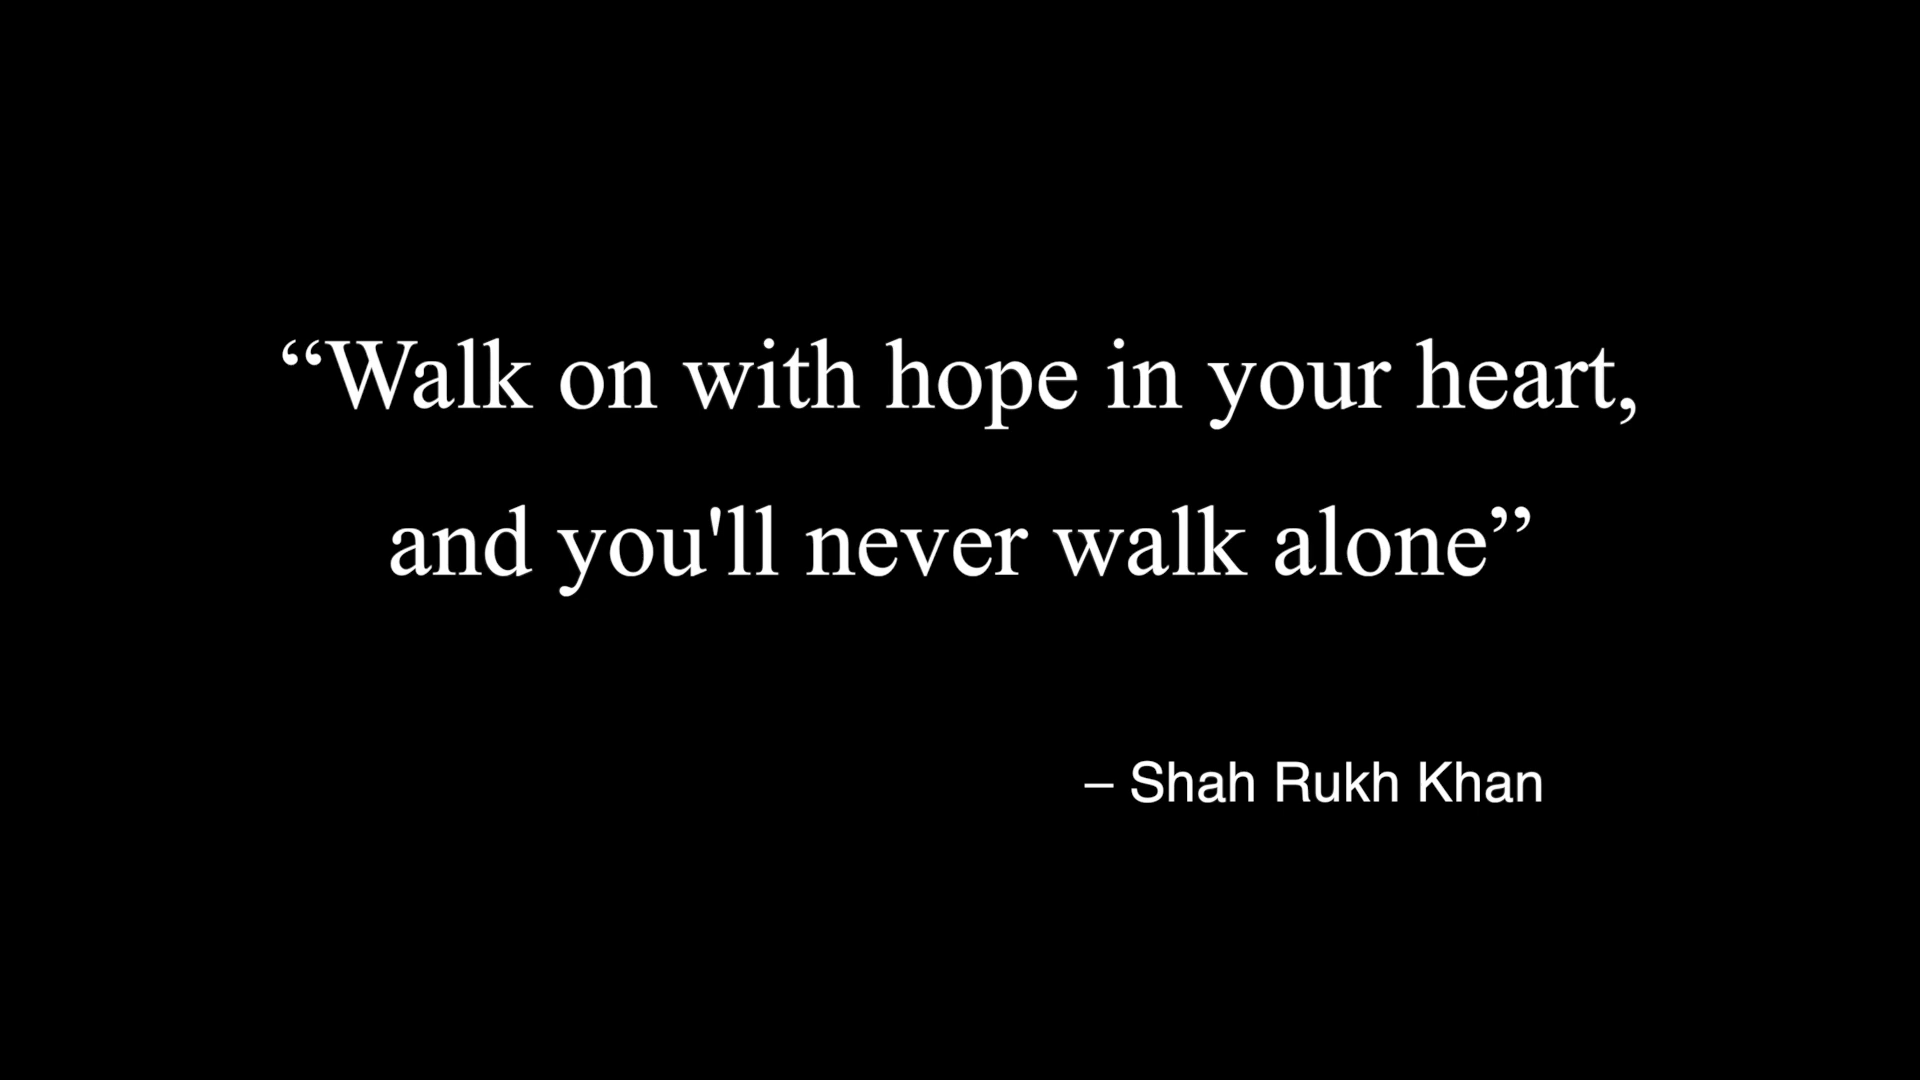 “Walk on with hope in your heart,
and you'll never walk alone”
– Shah Rukh Khan